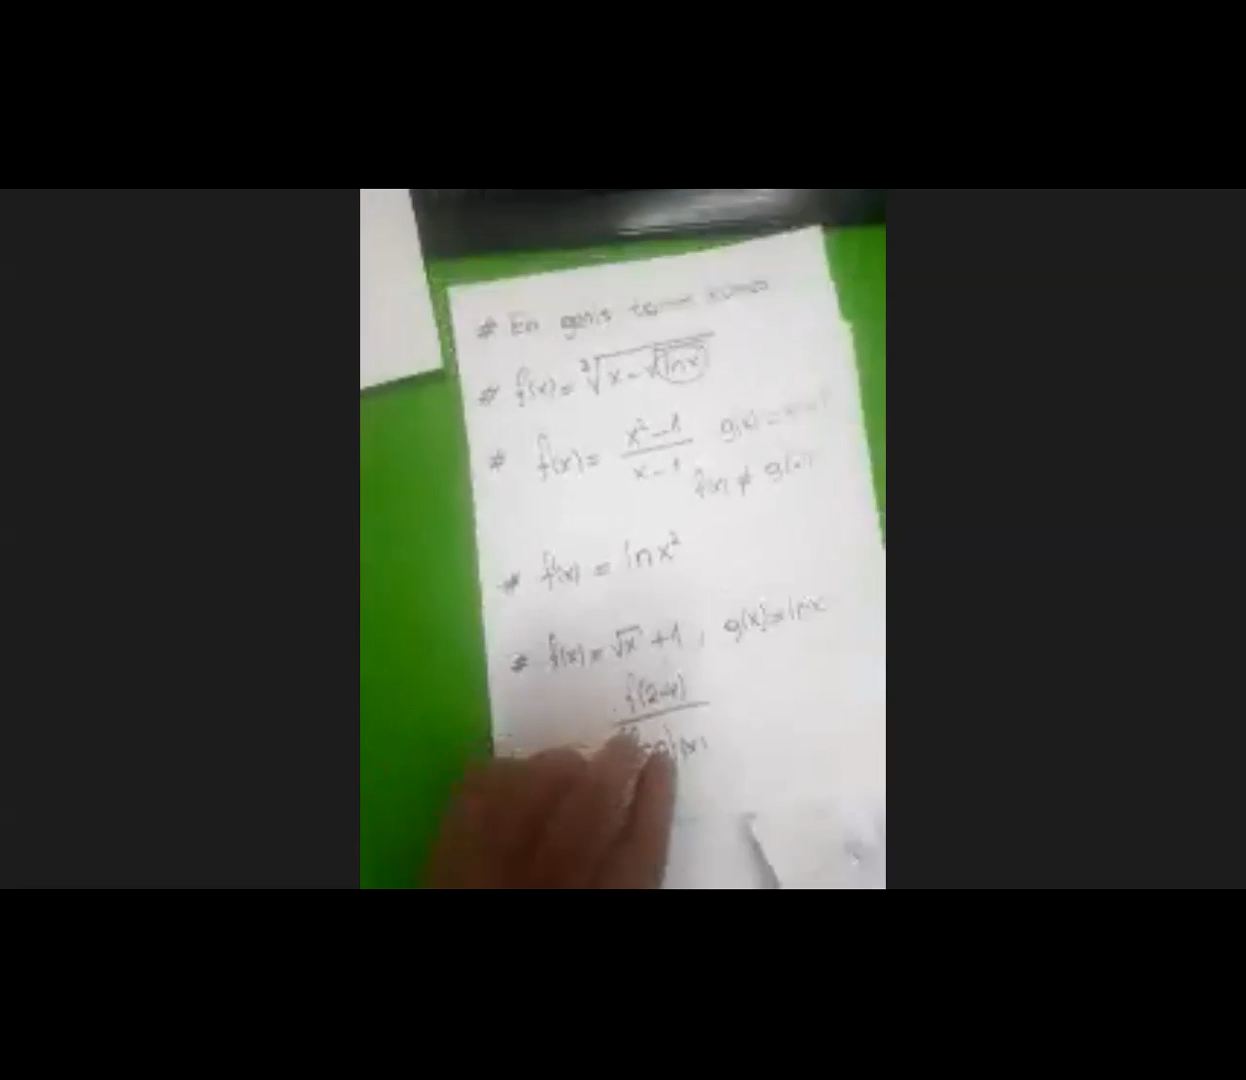 # En geniş tanım kümesi
# f(x) = ³√(x - √(ln x))
# f(x) = (x² - 1)/(x - 1) g(x) =
f(x) ≠ g(x)
# f(x) = ln x²
# f(x) = √x + 1, g(x) = ln x
f(2-x)